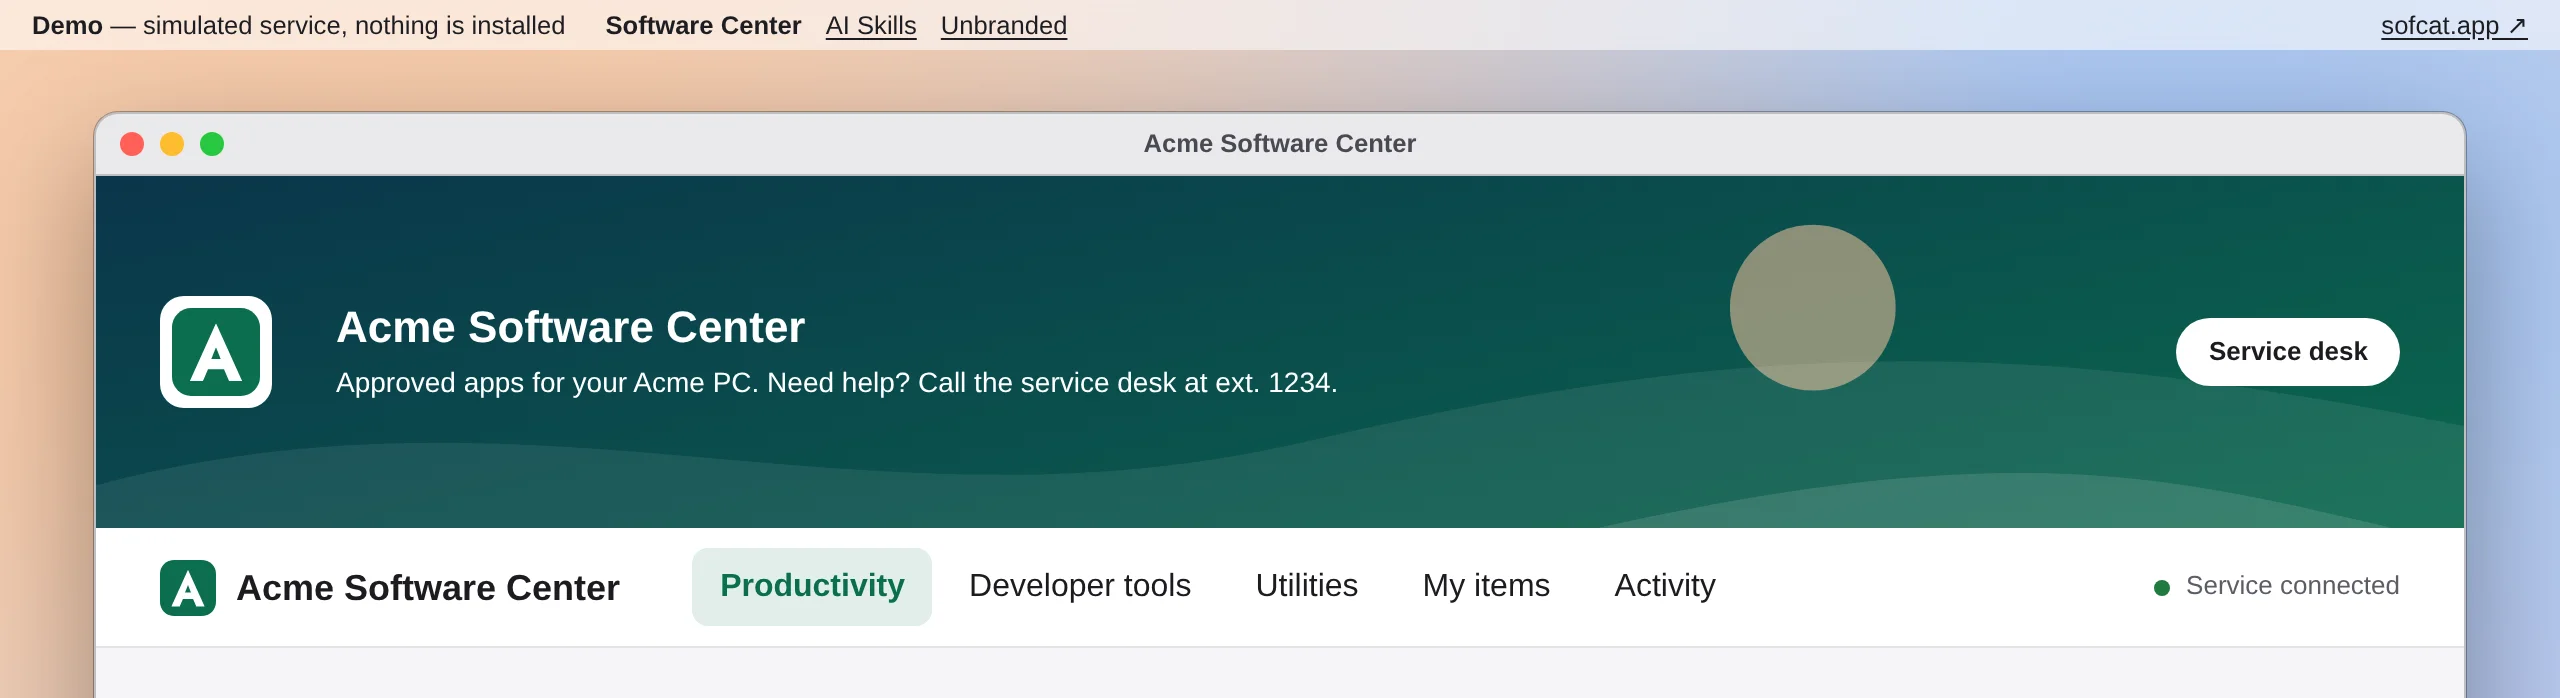 Demo — simulated service, nothing is installed Software Center AI Skills Unbranded sofcat.app ↗
Acme Software Center
A
Acme Software Center
Approved apps for your Acme PC. Need help? Call the service desk at ext. 1234.
Service desk
A Acme Software Center Productivity Developer tools Utilities My items Activity Service connected